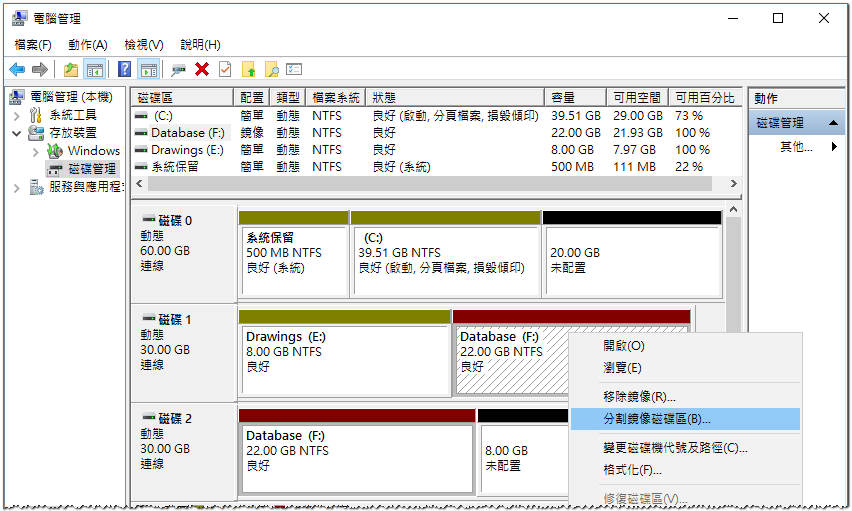 電腦管理
檔案(F) 動作(A) 檢視(V) 說明(H)
電腦管理 (本機)
系統工具
存放裝置
Windows
磁碟管理
服務與應用程
磁碟區 配置 類型 檔案系統 狀態 容量 可用空間 可用百分比
(C:) 簡單 動態 NTFS 良好 (啟動, 分頁檔案, 損毀傾印) 39.51 GB 29.00 GB 73 %
Database (F:) 鏡像 動態 NTFS 良好 22.00 GB 21.93 GB 100 %
Drawings (E:) 簡單 動態 NTFS 良好 8.00 GB 7.97 GB 100 %
系統保留 簡單 動態 NTFS 良好 (系統) 500 MB 111 MB 22 %
動作
磁碟管理
其他...
磁碟 0
動態
60.00 GB
連線
系統保留
500 MB NTFS
良好 (系統)
(C:)
39.51 GB NTFS
良好 (啟動, 分頁檔案, 損毀傾印)
20.00 GB
未配置
磁碟 1
動態
30.00 GB
連線
Drawings (E:)
8.00 GB NTFS
良好
Database (F:)
22.00 GB NTFS
良好
磁碟 2
動態
30.00 GB
連線
Database (F:)
22.00 GB NTFS
良好
8.00 GB
未配置
開啟(O)
瀏覽(E)
移除鏡像(R)...
分割鏡像磁碟區(B)...
變更磁碟機代號及路徑(C)...
格式化(F)...
修復磁碟區(V)...